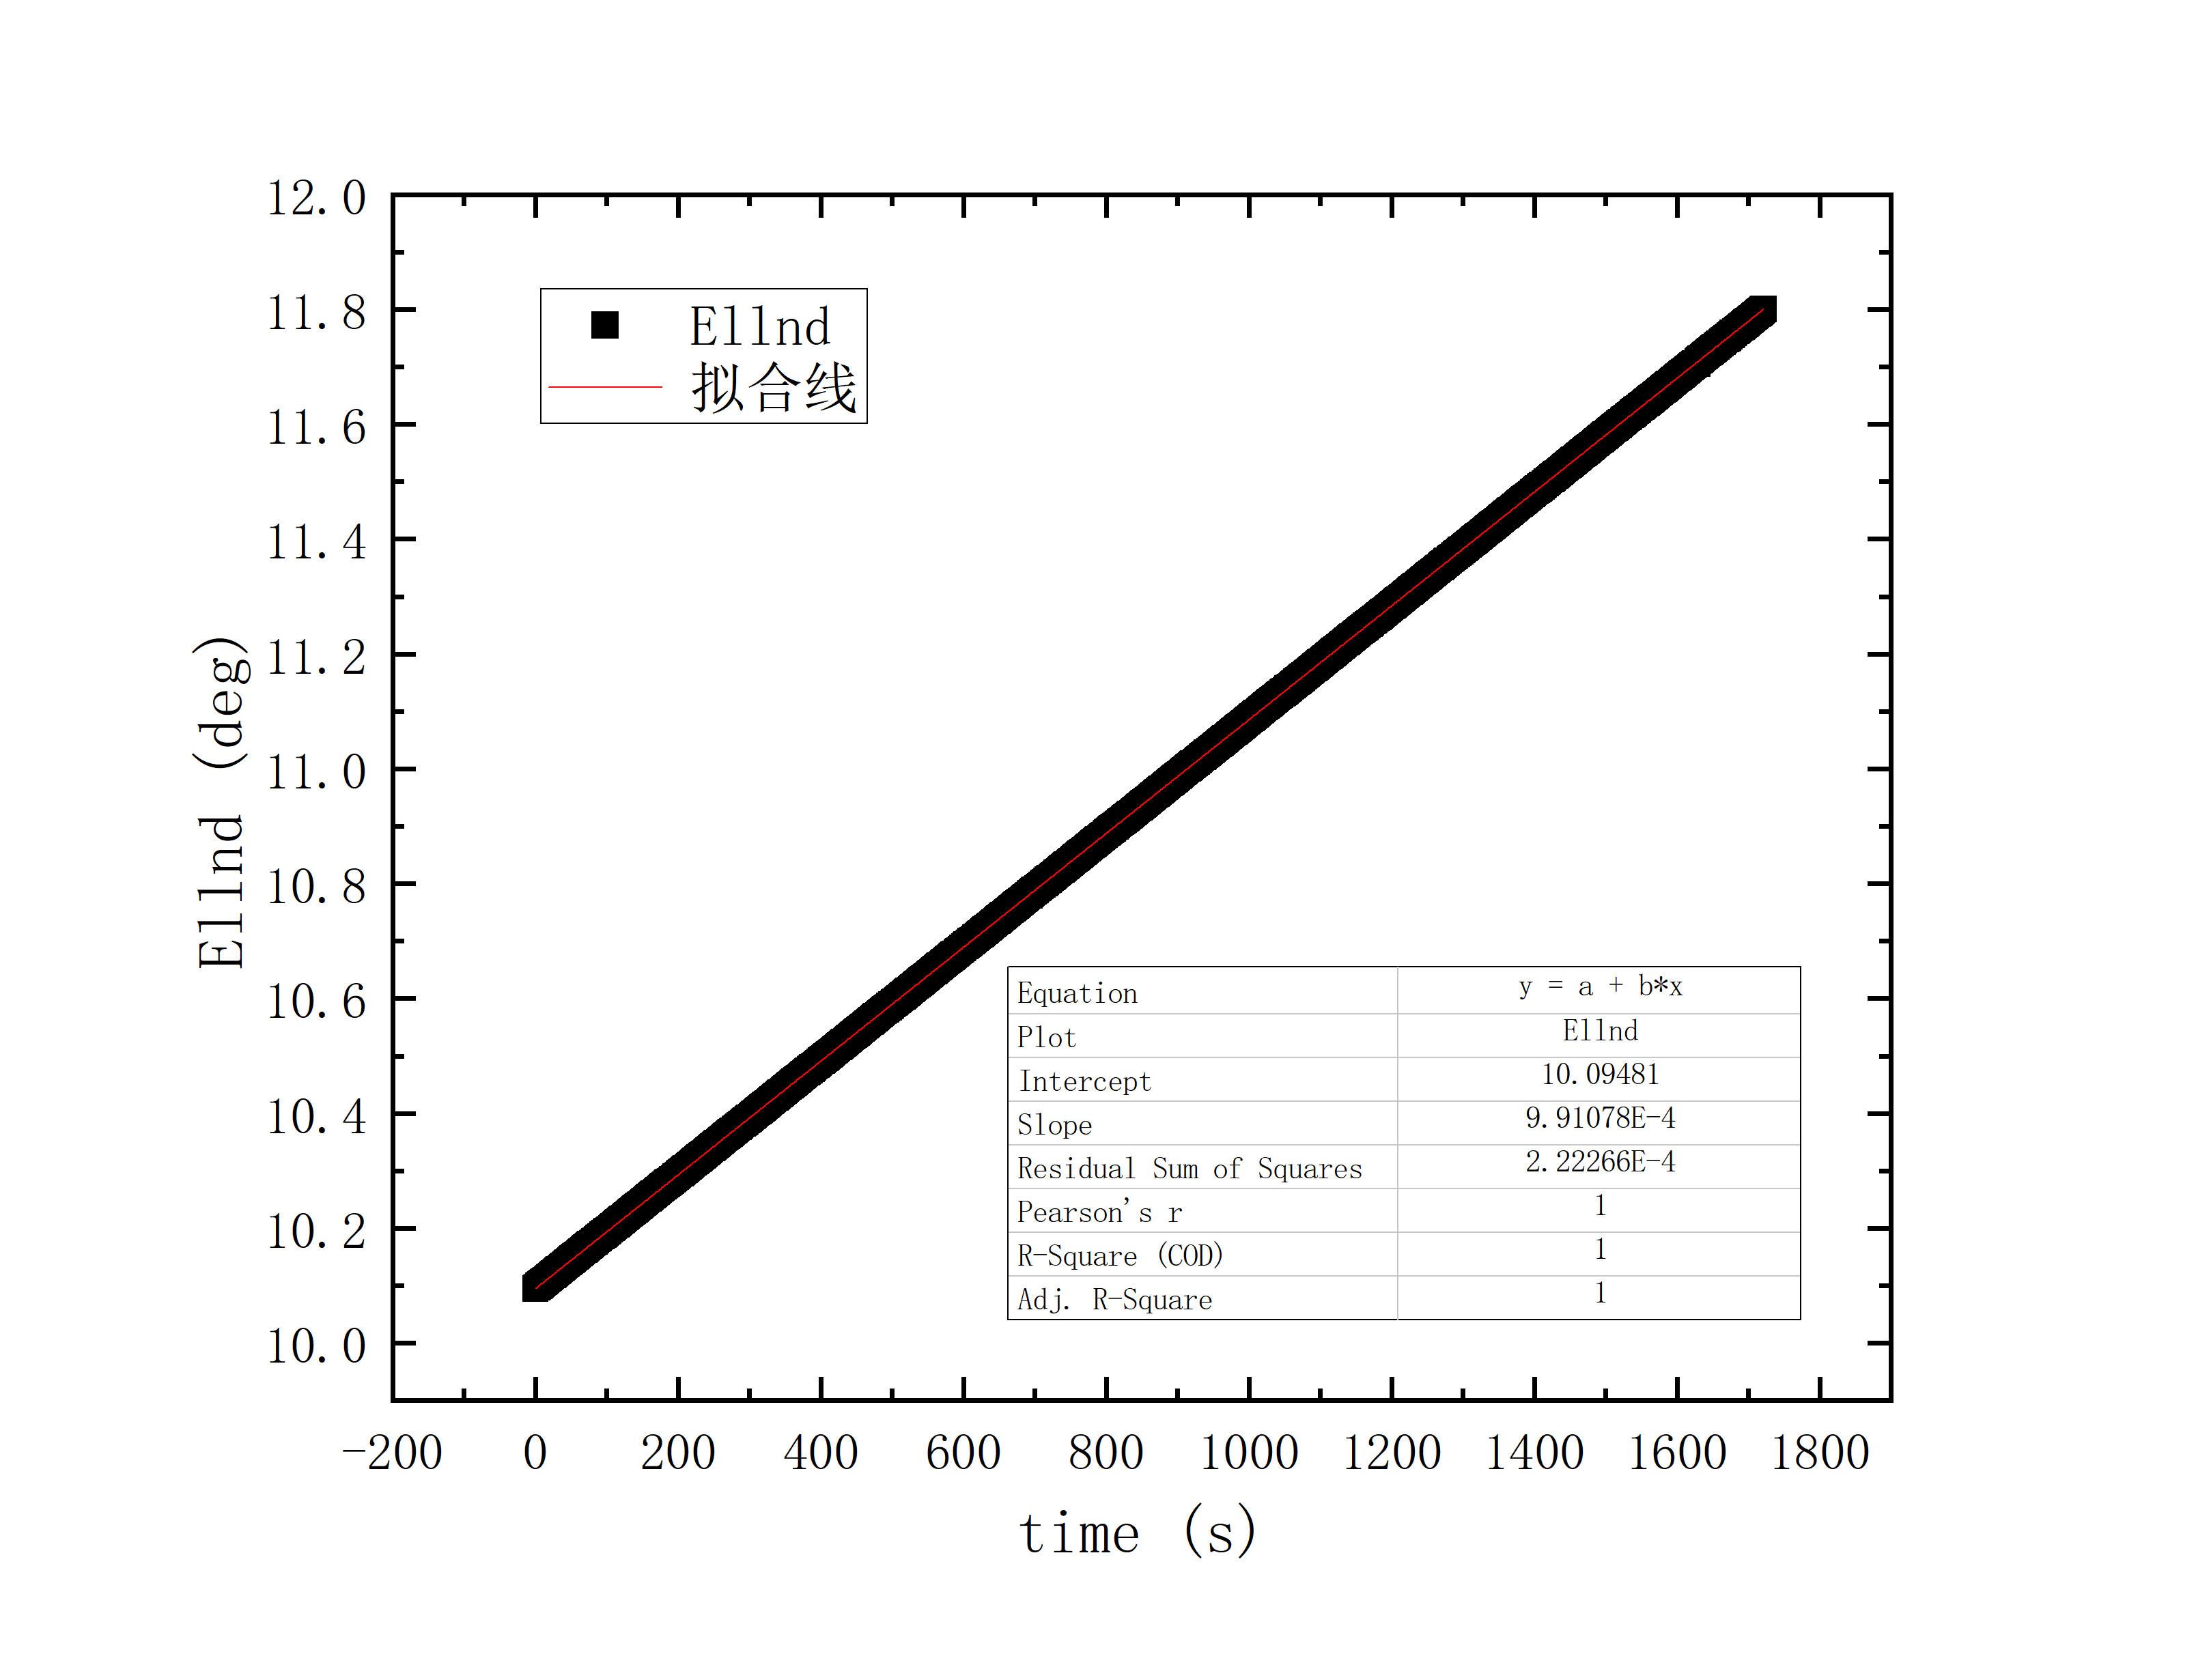 12.0
11.8
11.6
11.4
11.2
11.0
10.8
10.6
10.4
10.2
10.0
Ellnd (deg)
Ellnd
拟合线
Equation y = a + b*x
Plot Ellnd
Intercept 10.09481
Slope 9.91078E-4
Residual Sum of Squares 2.22266E-4
Pearson's r 1
R-Square (COD) 1
Adj. R-Square 1
-200 0 200 400 600 800 1000 1200 1400 1600 1800
time (s)